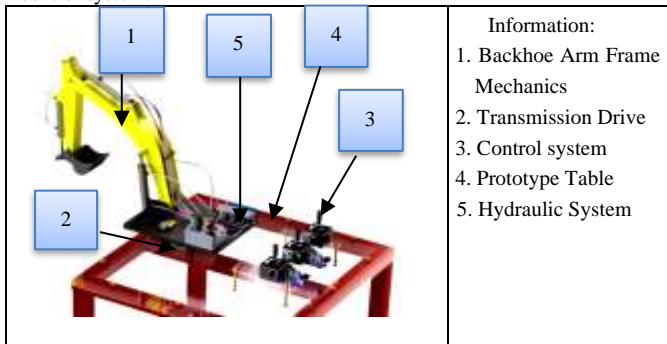 1
5
4
3
2
Information:
1. Backhoe Arm Frame
Mechanics
2. Transmission Drive
3. Control system
4. Prototype Table
5. Hydraulic System